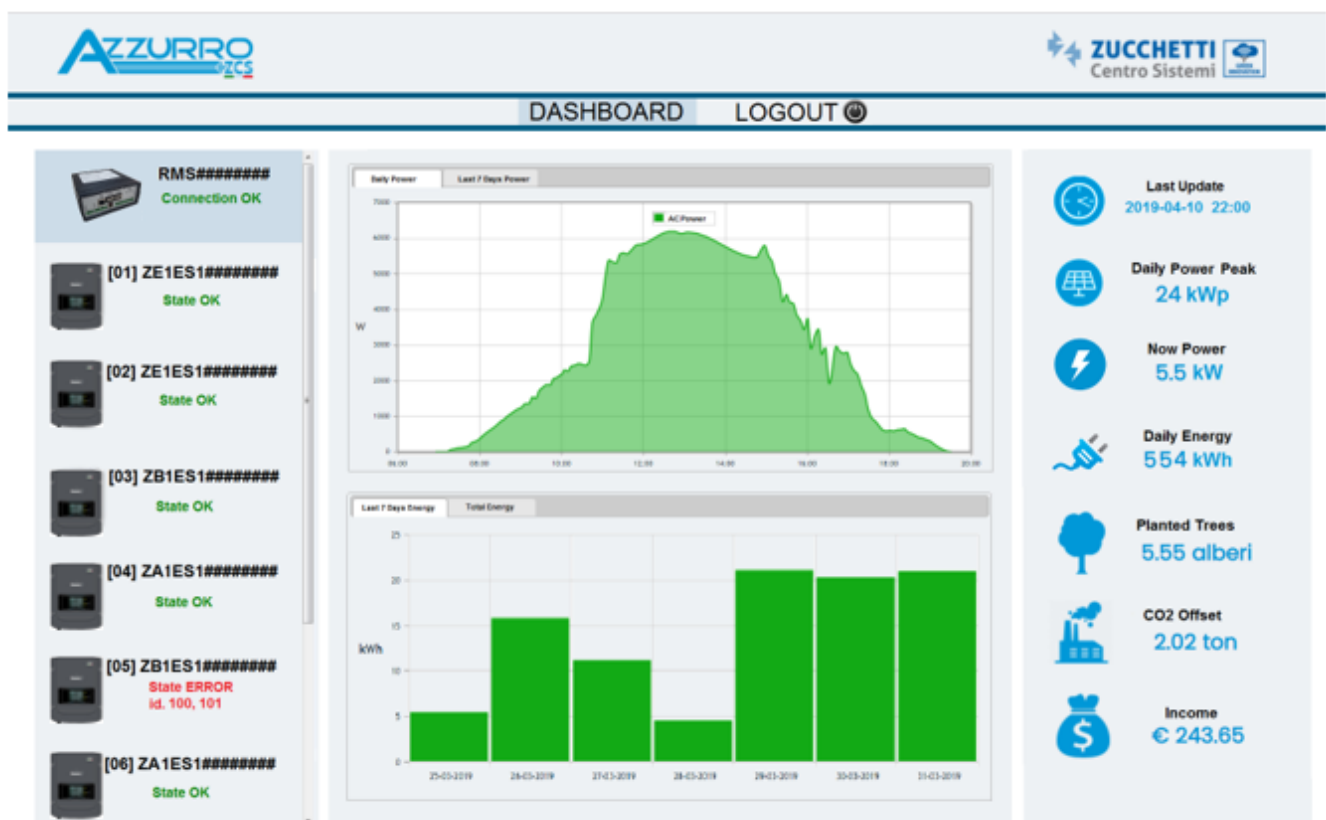 AZZURRO
ZCS
ZUCCHETTI
Centro Sistemi
DASHBOARD
LOGOUT
RMS########
Connection OK
[01] ZE1ES1########
State OK
[02] ZE1ES1########
State OK
[03] ZB1ES1########
State OK
[04] ZA1ES1########
State OK
[05] ZB1ES1########
State ERROR
id. 100, 101
[06] ZA1ES1########
State OK
Daily Power
Last 7 Days Power
AC Power
7000
6000
5000
4000
W
3000
2000
1000
0
06:00 08:00 10:00 12:00 14:00 16:00 18:00 20:00
Last 7 Days Energy
Total Energy
25
20
15
kWh
10
5
0
25-03-2019 26-03-2019 27-03-2019 28-03-2019 29-03-2019 30-03-2019 31-03-2019
Last Update
2019-04-10 22:00
Daily Power Peak
24 kWp
Now Power
5.5 kW
Daily Energy
554 kWh
Planted Trees
5.55 alberi
CO2 Offset
2.02 ton
Income
€ 243.65